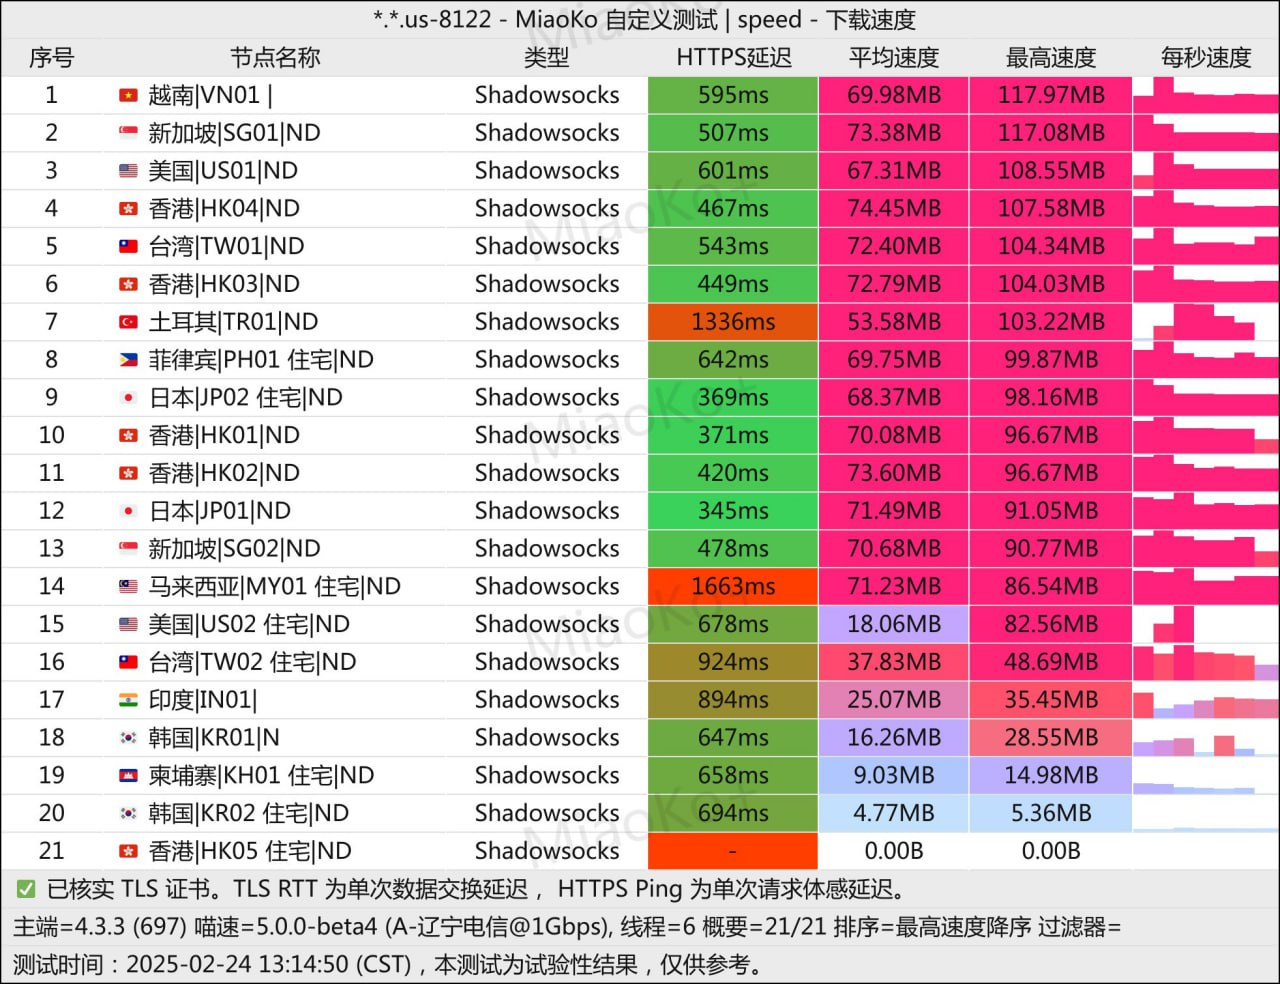 *.*.us-8122 - MiaoKo 自定义测试 | speed - 下载速度
序号 节点名称 类型 HTTPS延迟 平均速度 最高速度 每秒速度
1 越南|VN01 | Shadowsocks 595ms 69.98MB 117.97MB
2 新加坡|SG01|ND Shadowsocks 507ms 73.38MB 117.08MB
3 美国|US01|ND Shadowsocks 601ms 67.31MB 108.55MB
4 香港|HK04|ND Shadowsocks 467ms 74.45MB 107.58MB
5 台湾|TW01|ND Shadowsocks 543ms 72.40MB 104.34MB
6 香港|HK03|ND Shadowsocks 449ms 72.79MB 104.03MB
7 土耳其|TR01|ND Shadowsocks 1336ms 53.58MB 103.22MB
8 菲律宾|PH01 住宅|ND Shadowsocks 642ms 69.75MB 99.87MB
9 日本|JP02 住宅|ND Shadowsocks 369ms 68.37MB 98.16MB
10 香港|HK01|ND Shadowsocks 371ms 70.08MB 96.67MB
11 香港|HK02|ND Shadowsocks 420ms 73.60MB 96.67MB
12 日本|JP01|ND Shadowsocks 345ms 71.49MB 91.05MB
13 新加坡|SG02|ND Shadowsocks 478ms 70.68MB 90.77MB
14 马来西亚|MY01 住宅|ND Shadowsocks 1663ms 71.23MB 86.54MB
15 美国|US02 住宅|ND Shadowsocks 678ms 18.06MB 82.56MB
16 台湾|TW02 住宅|ND Shadowsocks 924ms 37.83MB 48.69MB
17 印度|IN01| Shadowsocks 894ms 25.07MB 35.45MB
18 韩国|KR01|N Shadowsocks 647ms 16.26MB 28.55MB
19 柬埔寨|KH01 住宅|ND Shadowsocks 658ms 9.03MB 14.98MB
20 韩国|KR02 住宅|ND Shadowsocks 694ms 4.77MB 5.36MB
21 香港|HK05 住宅|ND Shadowsocks - 0.00B 0.00B
✅ 已核实 TLS 证书。TLS RTT 为单次数据交换延迟， HTTPS Ping 为单次请求体感延迟。
主端=4.3.3 (697) 喵速=5.0.0-beta4 (A-辽宁电信@1Gbps), 线程=6 概要=21/21 排序=最高速度降序 过滤器=
测试时间：2025-02-24 13:14:50 (CST)，本测试为试验性结果，仅供参考。
MiaoKo+
MiaoKo+
MiaoKo+
MiaoKo+
MiaoKo+